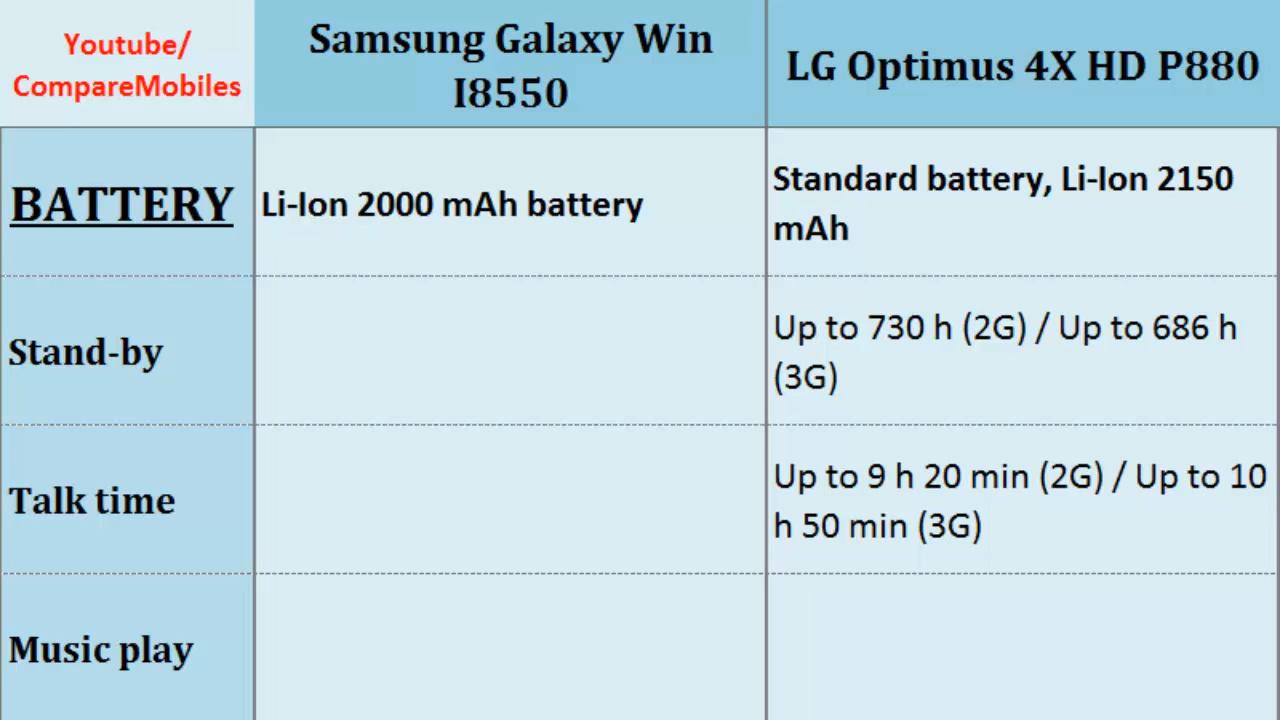 Youtube/
CompareMobiles
Samsung Galaxy Win
I8550
LG Optimus 4X HD P880
BATTERY
Li-Ion 2000 mAh battery
Standard battery, Li-Ion 2150
mAh
Stand-by
Up to 730 h (2G) / Up to 686 h
(3G)
Talk time
Up to 9 h 20 min (2G) / Up to 10
h 50 min (3G)
Music play